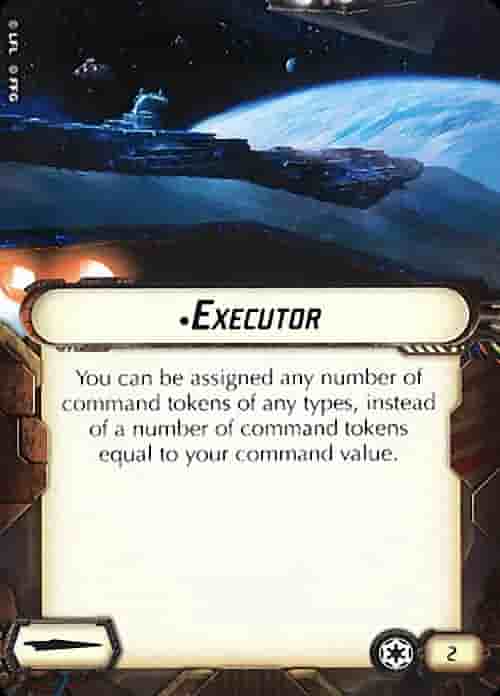 © LFL © FFG
•EXECUTOR
You can be assigned any number of
command tokens of any types, instead
of a number of command tokens
equal to your command value.
2